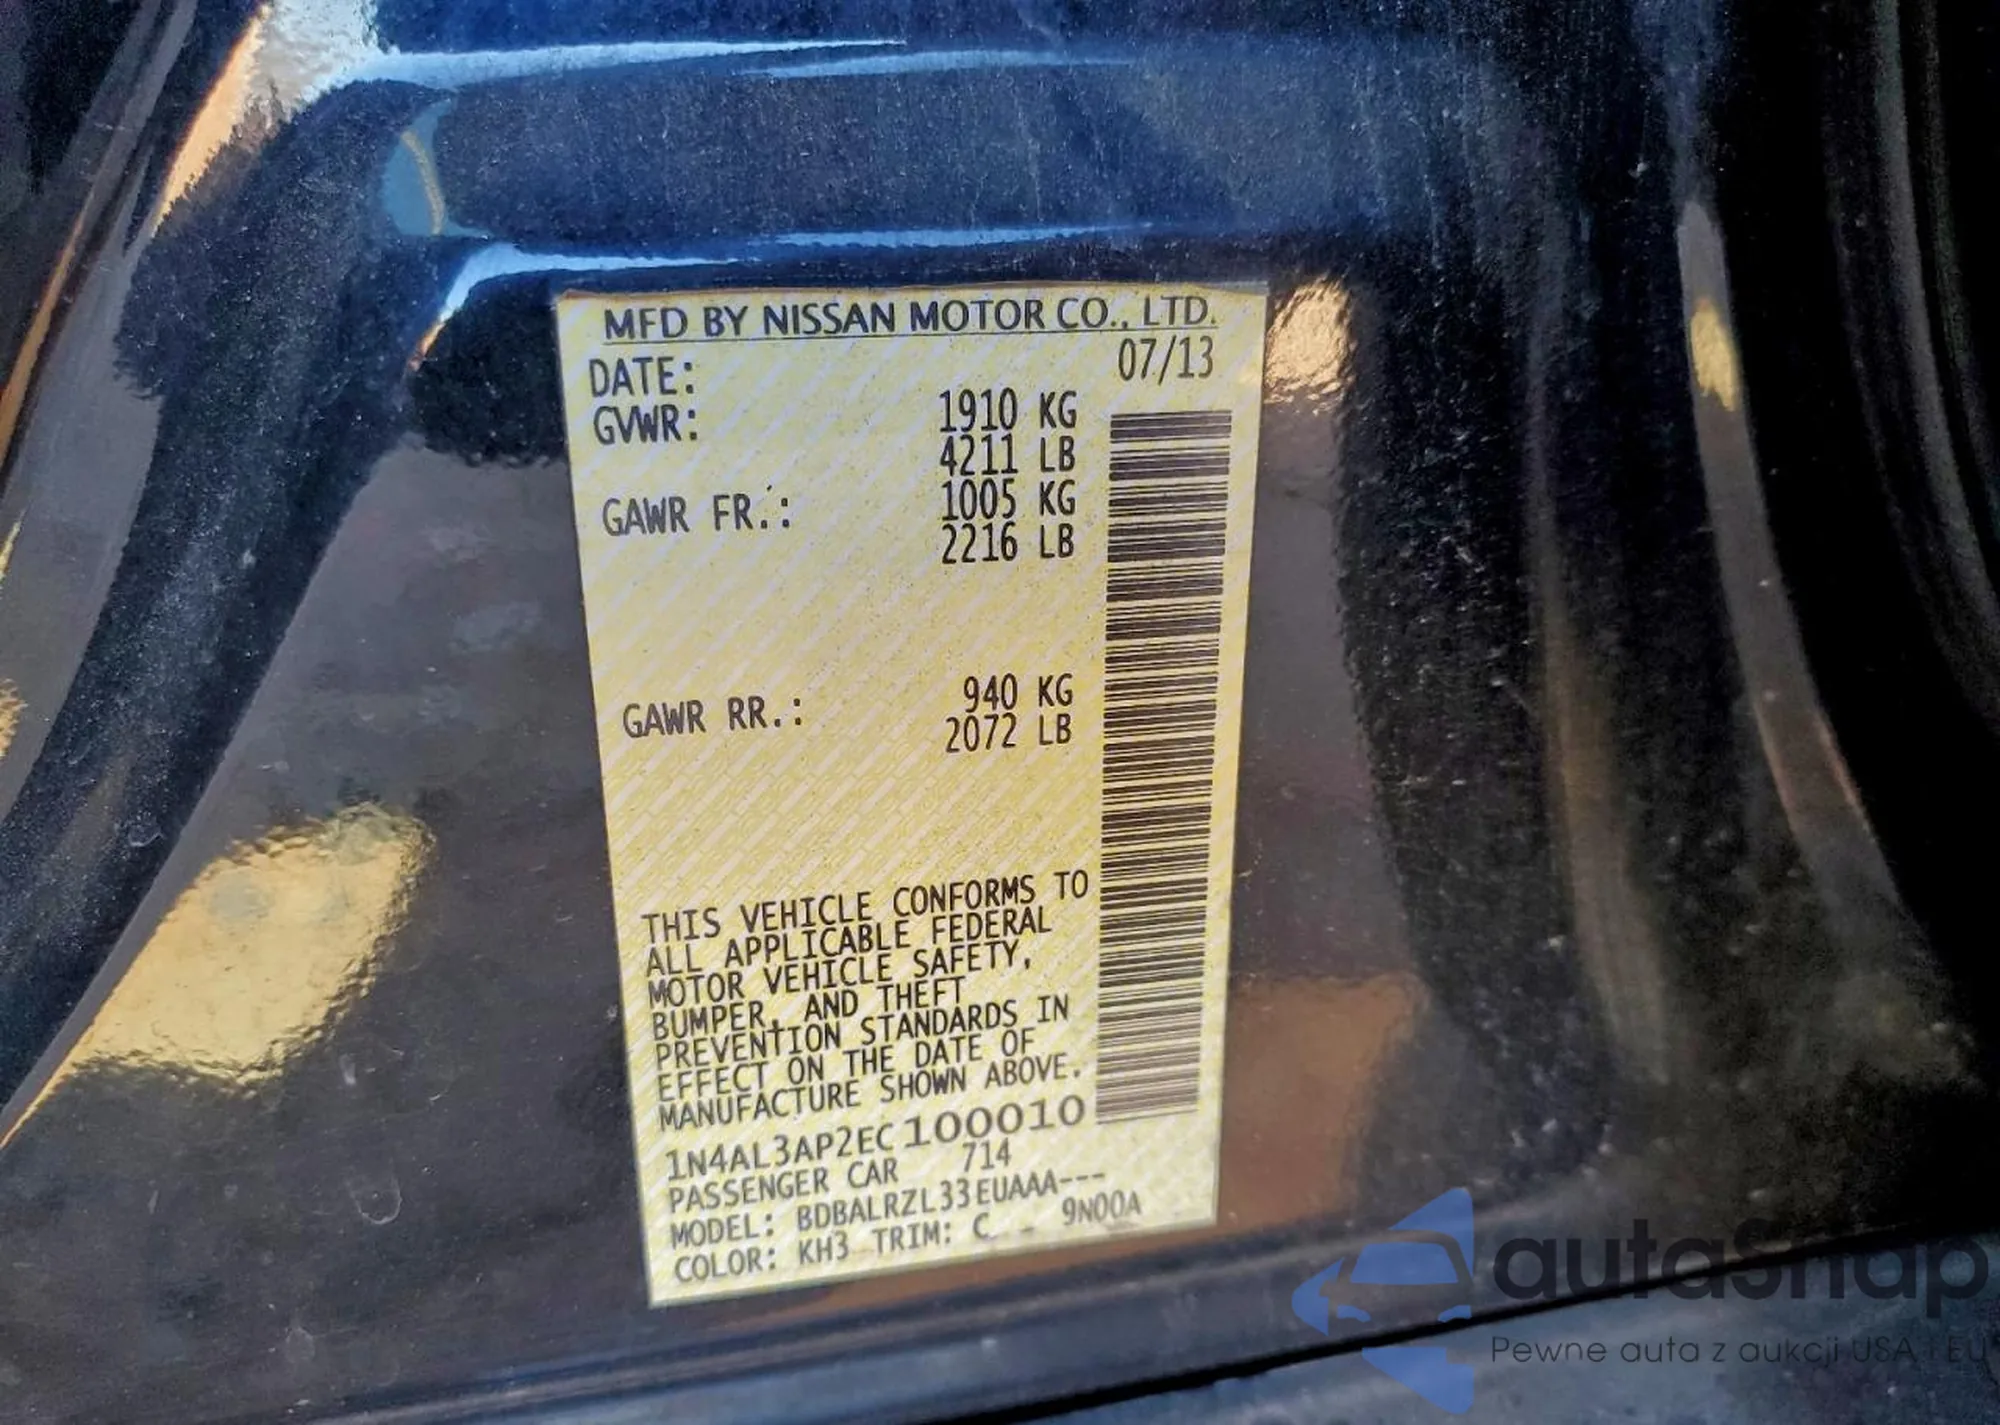 MFD BY NISSAN MOTOR CO., LTD.
DATE: 07/13
GVWR: 1910 KG
4211 LB
GAWR FR.: 1005 KG
2216 LB
GAWR RR.: 940 KG
2072 LB
THIS VEHICLE CONFORMS TO
ALL APPLICABLE FEDERAL
MOTOR VEHICLE SAFETY,
BUMPER, AND THEFT
PREVENTION STANDARDS IN
EFFECT ON THE DATE OF
MANUFACTURE SHOWN ABOVE.
1N4AL3AP2EC100010
PASSENGER CAR 714
MODEL: BDBALRZL33EUAAA---
COLOR: KH3 TRIM: C - 9N00A
autaSnap
Pewne auta z aukcji USA i EU